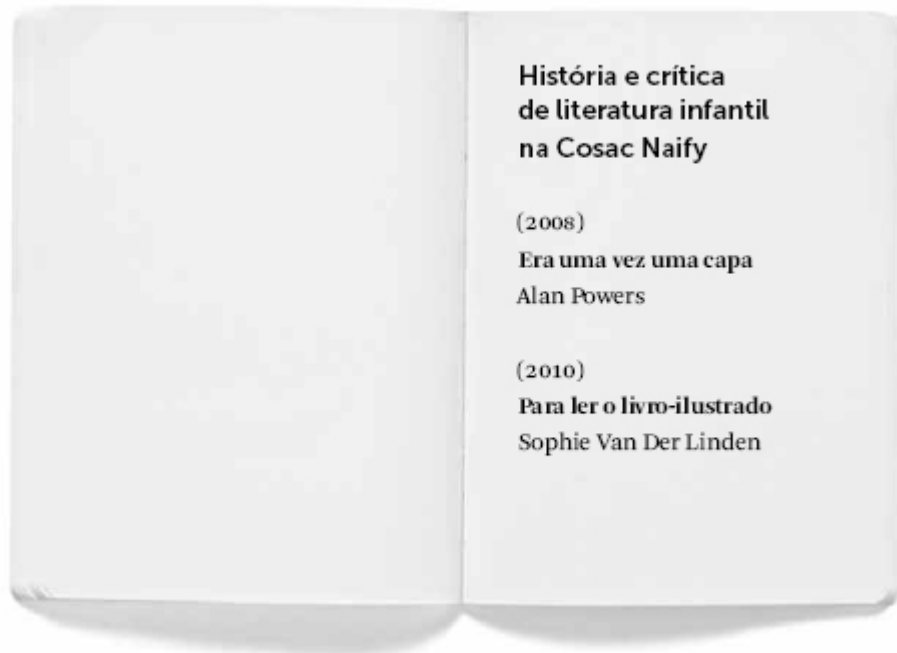 História e crítica
de literatura infantil
na Cosac Naify
(2008)
Era uma vez uma capa
Alan Powers
(2010)
Para ler o livro-ilustrado
Sophie Van Der Linden